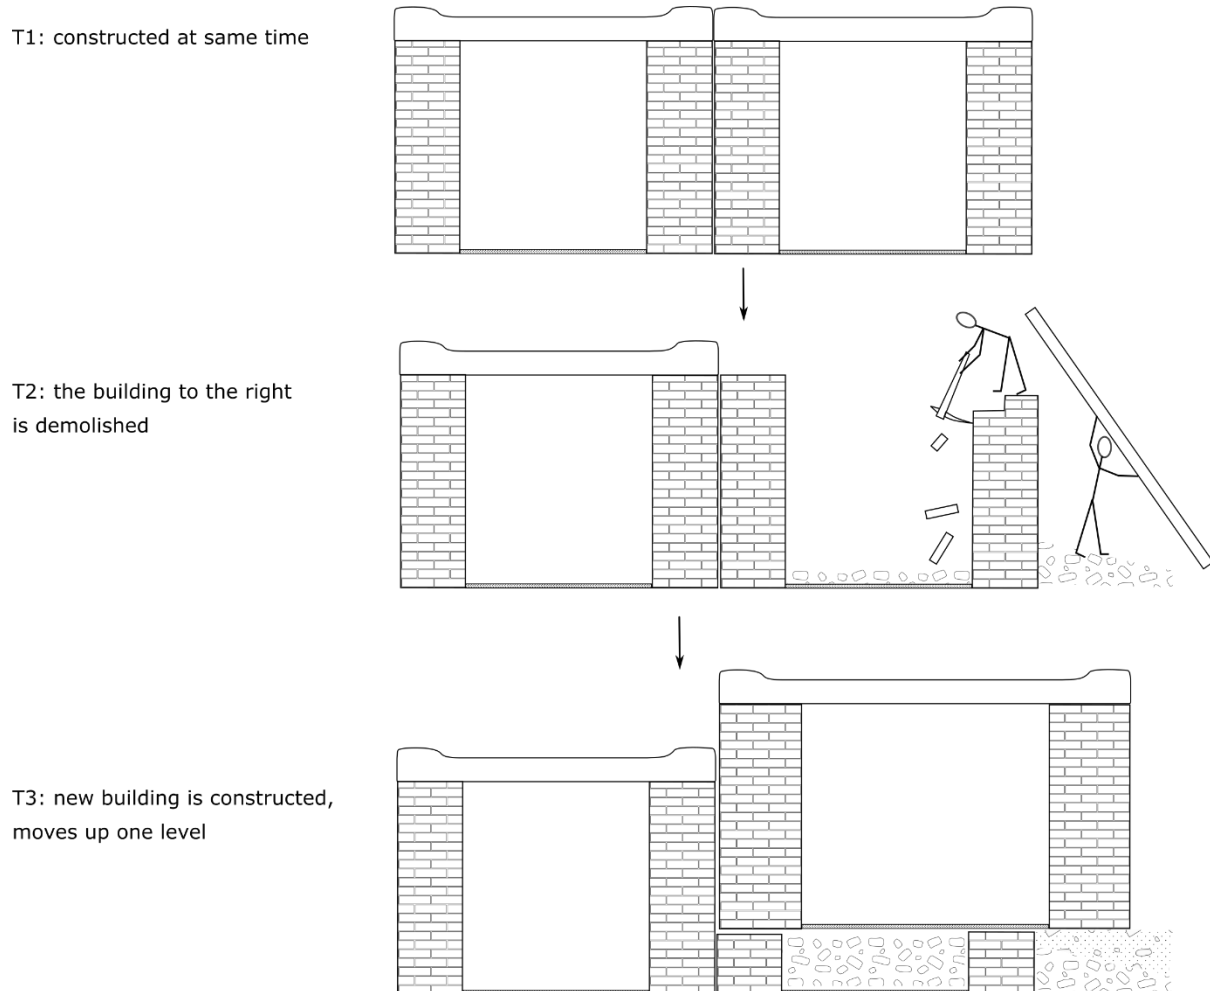 T1: constructed at same time
T2: the building to the right
is demolished
T3: new building is constructed,
moves up one level